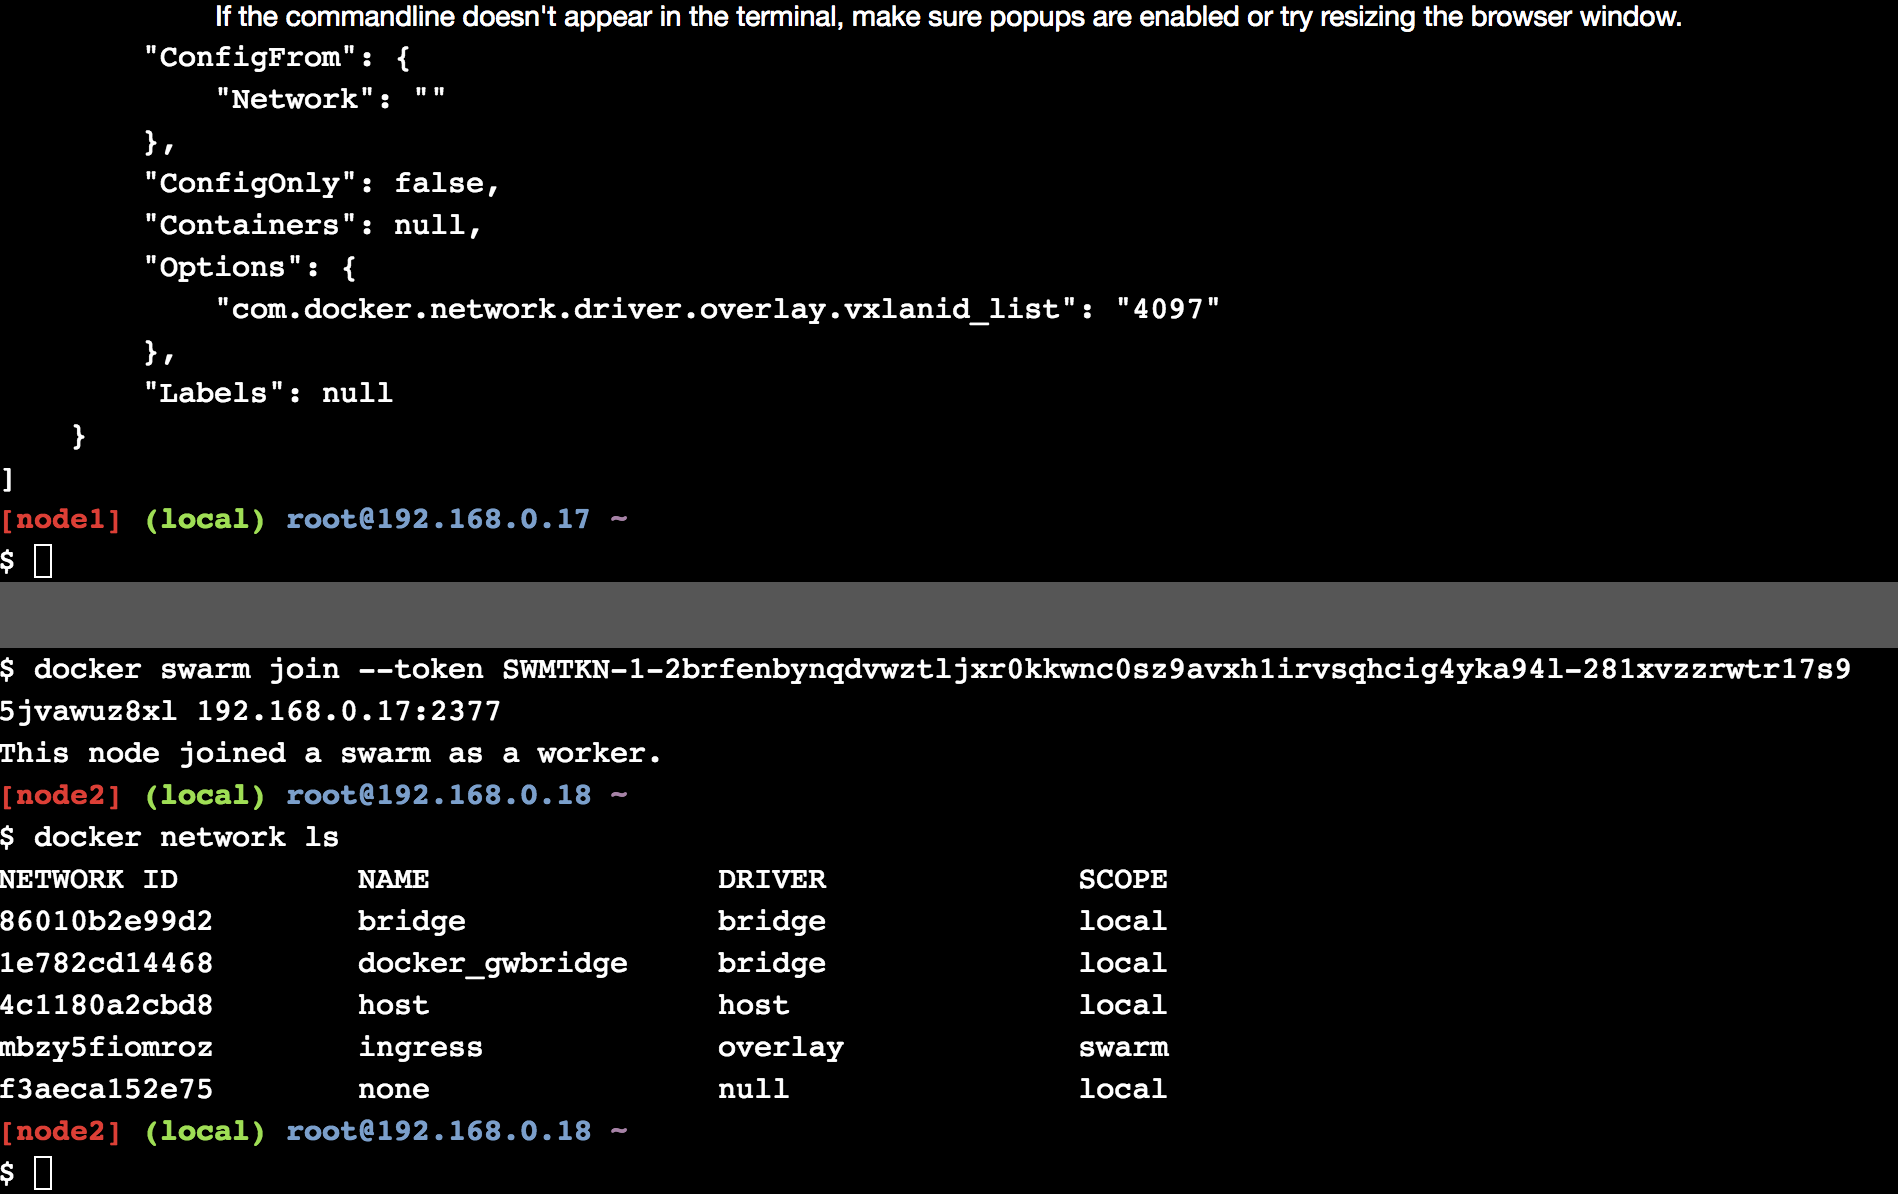 If the commandline doesn't appear in the terminal, make sure popups are enabled or try resizing the browser window.
"ConfigFrom": {
"Network": ""
},
"ConfigOnly": false,
"Containers": null,
"Options": {
"com.docker.network.driver.overlay.vxlanid_list": "4097"
},
"Labels": null
}
]
[node1] (local) root@192.168.0.17 ~
$
$ docker swarm join --token SWMTKN-1-2brfenbynqdvwztljxr0kkwnc0sz9avxh1irvsqhcig4yka94l-281xvzzrwtr17s9
5jvawuz8xl 192.168.0.17:2377
This node joined a swarm as a worker.
[node2] (local) root@192.168.0.18 ~
$ docker network ls
NETWORK ID NAME DRIVER SCOPE
86010b2e99d2 bridge bridge local
1e782cd14468 docker_gwbridge bridge local
4c1180a2cbd8 host host local
mbzy5fiomroz ingress overlay swarm
f3aeca152e75 none null local
[node2] (local) root@192.168.0.18 ~
$